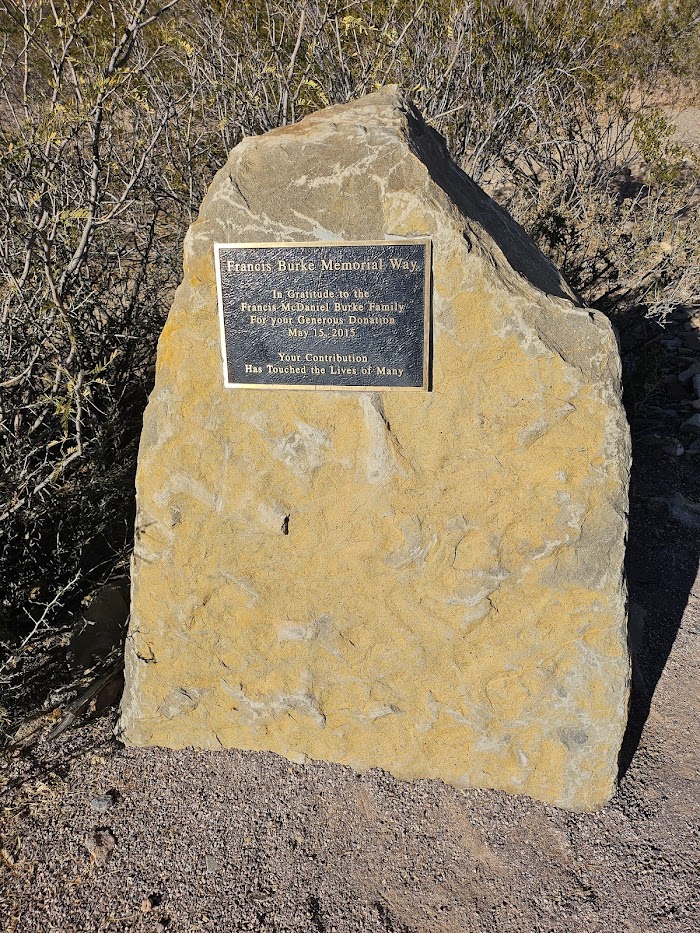 Francis Burke Memorial Way
In Gratitude to the
Francis McDaniel Burke Family
For your Generous Donation
May 15, 2015
Your Contribution
Has Touched the Lives of Many